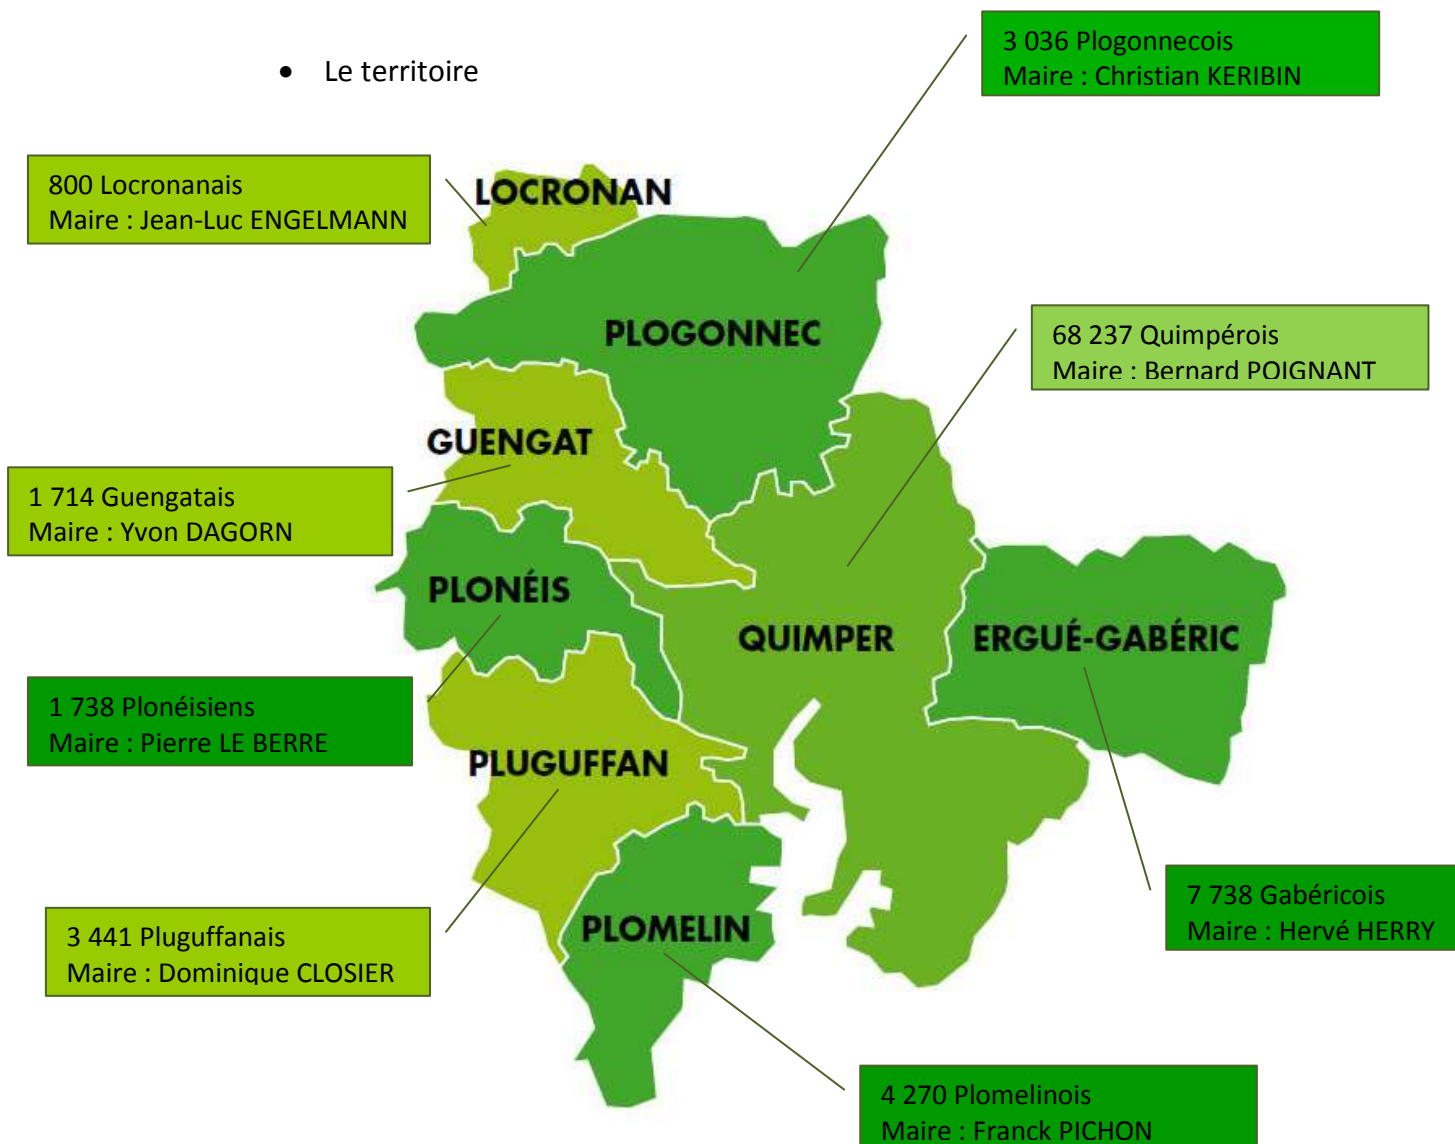 • Le territoire
3 036 Plogonnecois
Maire : Christian KERIBIN
800 Locronanais
Maire : Jean-Luc ENGELMANN
LOCRONAN
PLOGONNEC
68 237 Quimpérois
Maire : Bernard POIGNANT
GUENGAT
1 714 Guengatais
Maire : Yvon DAGORN
PLONÉIS
QUIMPER
ERGUÉ-GABÉRIC
1 738 Plonéisiens
Maire : Pierre LE BERRE
PLUGUFFAN
7 738 Gabéricois
Maire : Hervé HERRY
3 441 Pluguffanais
Maire : Dominique CLOSIER
PLOMELIN
4 270 Plomelinois
Maire : Franck PICHON